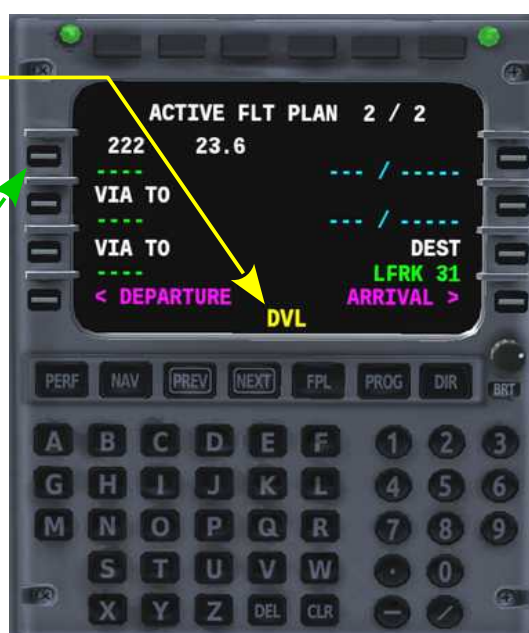 ACTIVE FLT PLAN 2 / 2
222 23.6
---- --- / -----
VIA TO
---- --- / -----
VIA TO DEST
---- LFRK 31
< DEPARTURE ARRIVAL >
DVL
PERF NAV PREV NEXT FPL PROG DIR BRT
A B C D E F 1 2 3
G H I J K L 4 5 6
M N O P Q R 7 8 9
S T U V W · 0
X Y Z DEL CLR - /